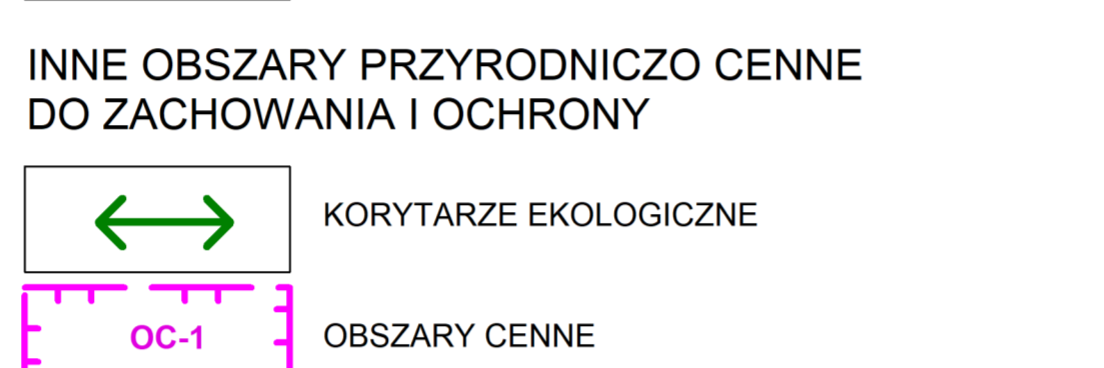 INNE OBSZARY PRZYRODNICZO CENNE
DO ZACHOWANIA I OCHRONY
KORYTARZE EKOLOGICZNE
OC-1
OBSZARY CENNE